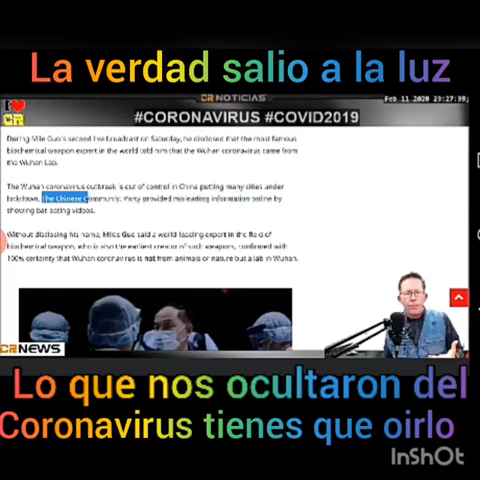 La verdad salio a la luz
I ❤ CR
CR NOTICIAS
Feb 11 2020 23:27:39;
#CORONAVIRUS #COVID2019
During Mile Guo's second live broadcast on Saturday, he disclosed that the most famous
biochemical weapon expert in the world told him that the Wuhan coronavirus came from
the Wuhan Lab.
The Wuhan coronavirus outbreak is out of control in China putting many cities under
lockdown. The Chinese Communist Party provided misleading information online by
showing bat eating videos.
Without disclosing his name, Miles Guo said a world leading expert in the field of
biochemical weapon, who is also the earliest creator of such weapons, confirmed with
100% certainty that Wuhan coronavirus is not from animals or nature but a lab in Wuhan.
CR NEWS
Lo que nos ocultaron del
Coronavirus tienes que oirlo
InShOt